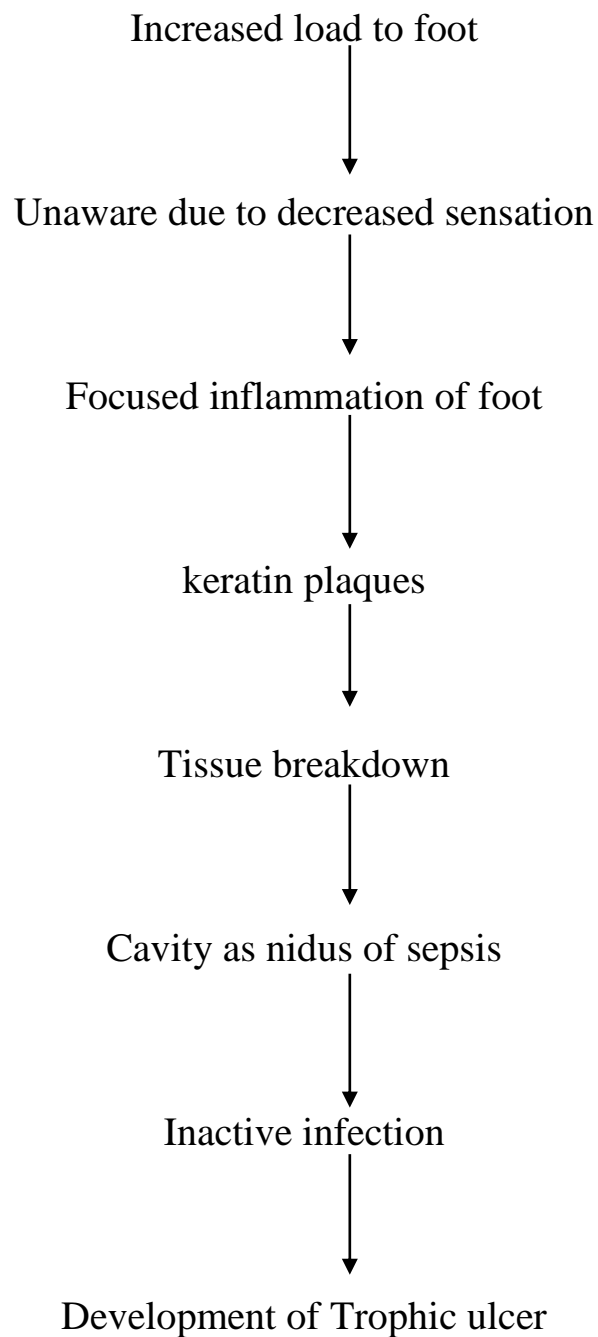 Increased load to foot
Unaware due to decreased sensation
Focused inflammation of foot
keratin plaques
Tissue breakdown
Cavity as nidus of sepsis
Inactive infection
Development of Trophic ulcer